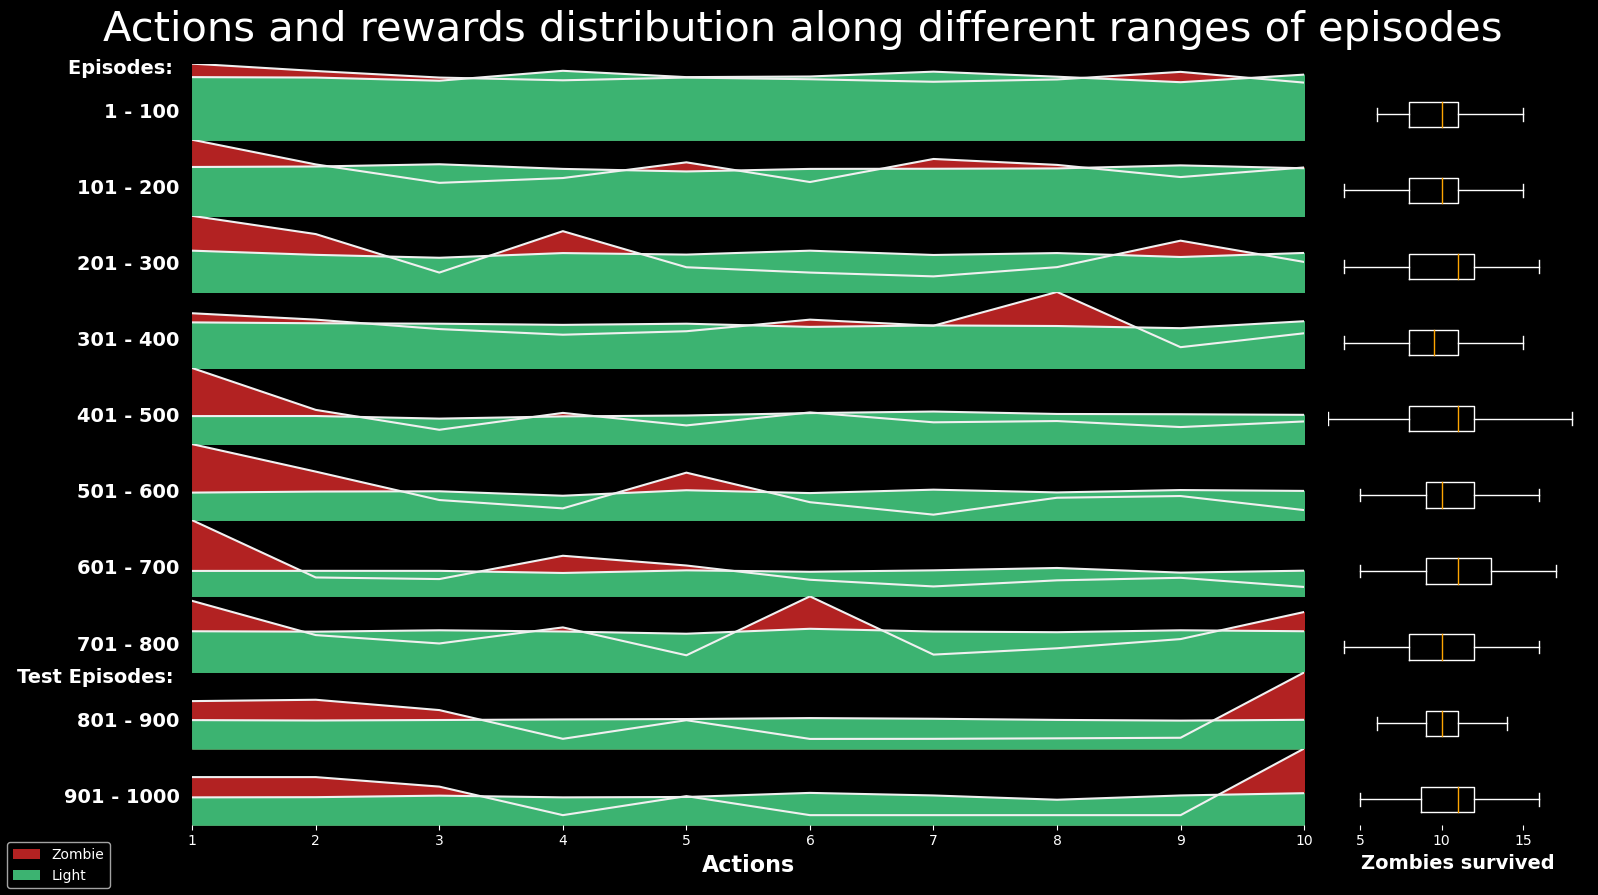 Actions and rewards distribution along different ranges of episodes
Episodes:
1 - 100
101 - 200
201 - 300
301 - 400
401 - 500
501 - 600
601 - 700
701 - 800
Test Episodes:
801 - 900
901 - 1000
1 2 3 4 5 6 7 8 9 10
5 10 15
Actions
Zombies survived
Zombie
Light